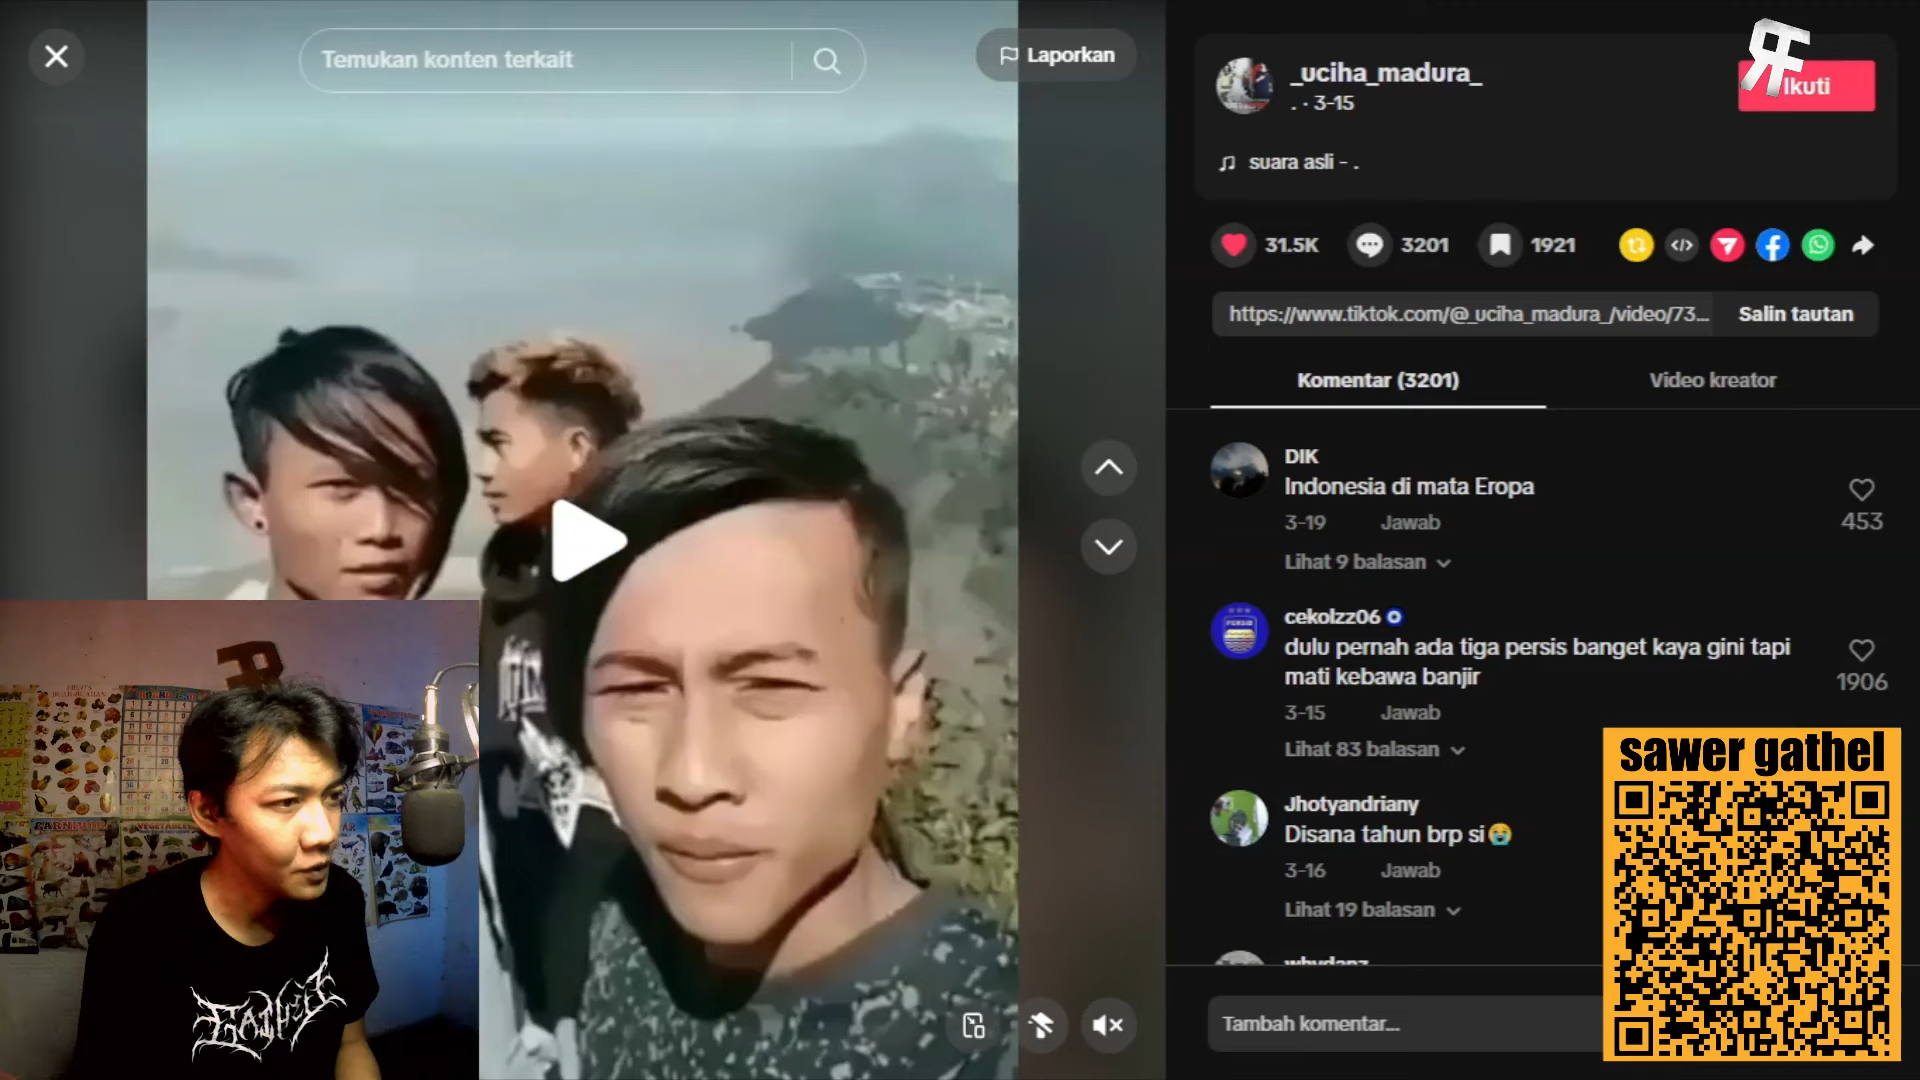 Temukan konten terkait
Laporkan
_uciha_madura_
. · 3-15
Ikuti
suara asli - .
31.5K
3201
1921
https://www.tiktok.com/@_uciha_madura_/video/73...
Salin tautan
Komentar (3201)
Video kreator
DIK
Indonesia di mata Eropa
3-19 Jawab
453
Lihat 9 balasan
cekolzz06
dulu pernah ada tiga persis banget kaya gini tapi
mati kebawa banjir
1906
3-15 Jawab
Lihat 83 balasan
Jhotyandriany
Disana tahun brp si😭
3-16 Jawab
Lihat 19 balasan
Tambah komentar...
sawer gathel
PERSIB
GATHEL